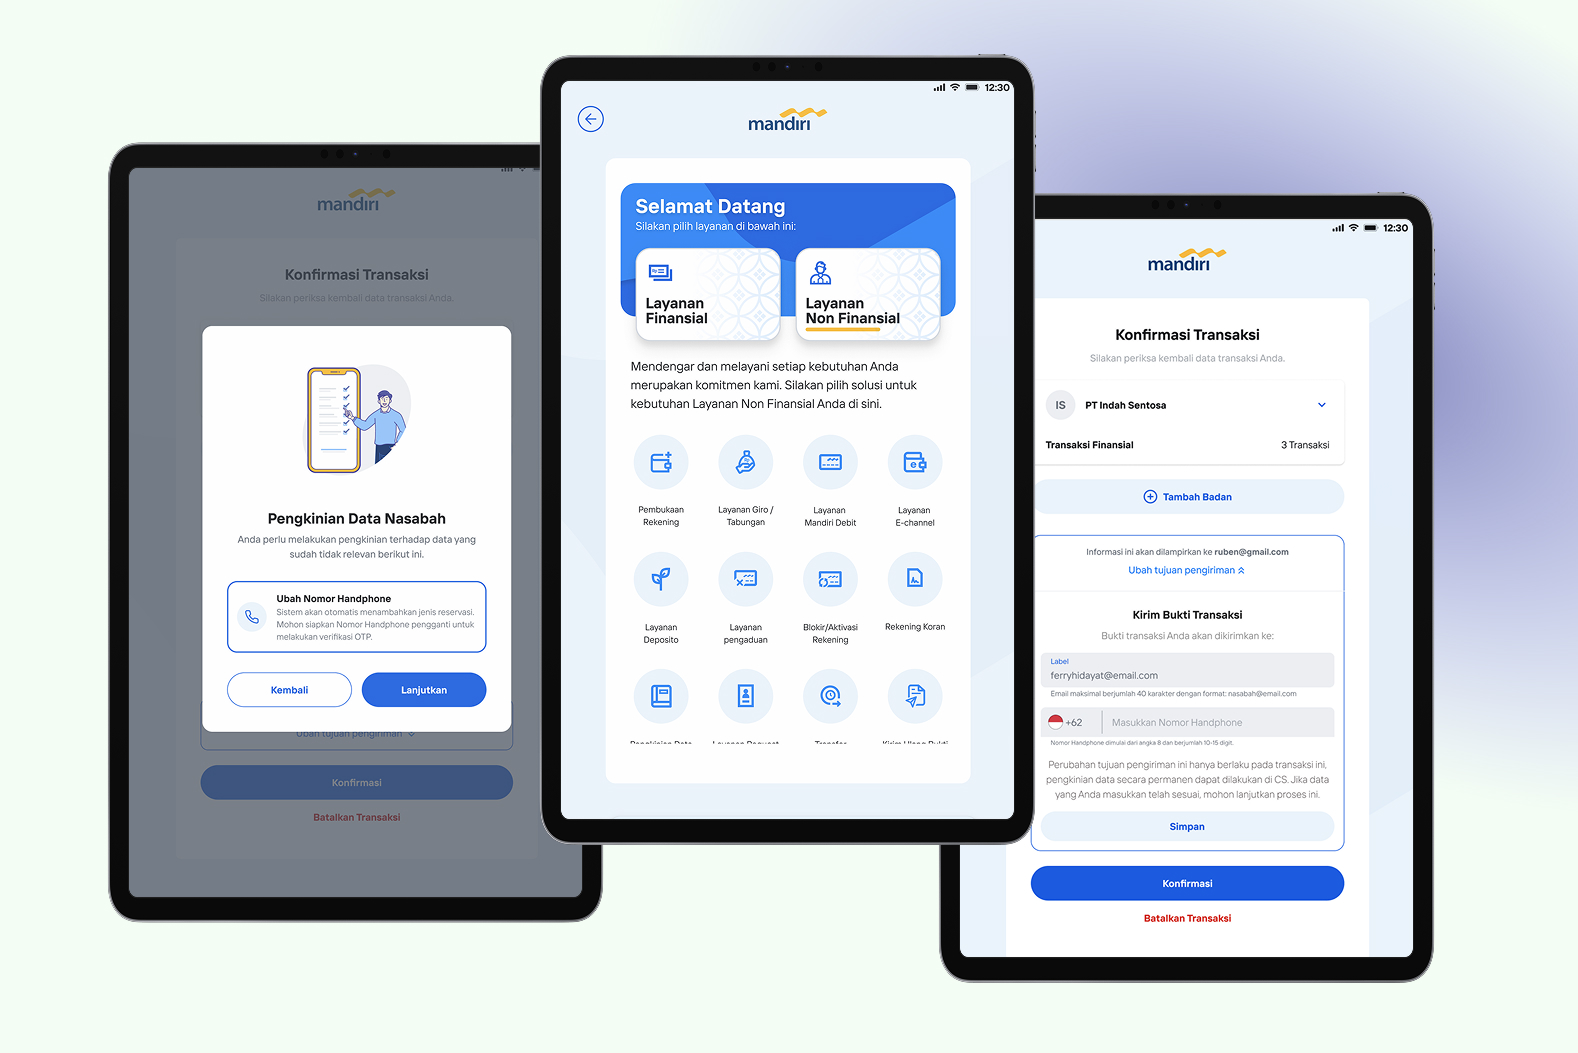 mandiri
Konfirmasi Transaksi
Silakan periksa kembali data transaksi Anda.
Pengkinian Data Nasabah
Anda perlu melakukan pengkinian terhadap data yang
sudah tidak relevan berikut ini.
Ubah Nomor Handphone
Sistem akan otomatis menambahkan jenis reservasi.
Mohon siapkan Nomor Handphone pengganti untuk
melakukan verifikasi OTP.
Kembali
Lanjutkan
Ubah tujuan pengiriman
Konfirmasi
Batalkan Transaksi
12:30
mandiri
Selamat Datang
Silakan pilih layanan di bawah ini:
Layanan
Finansial
Layanan
Non Finansial
Mendengar dan melayani setiap kebutuhan Anda
merupakan komitmen kami. Silakan pilih solusi untuk
kebutuhan Layanan Non Finansial Anda di sini.
Pembukaan
Rekening
Layanan Giro /
Tabungan
Layanan
Mandiri Debit
Layanan
E-channel
Layanan
Deposito
Layanan
pengaduan
Blokir/Aktivasi
Rekening
Rekening Koran
Pengkinian Data
Layanan Request
Transfer
Kirim Ulang Bukti
12:30
mandiri
Konfirmasi Transaksi
Silakan periksa kembali data transaksi Anda.
IS
PT Indah Sentosa
Transaksi Finansial
3 Transaksi
Tambah Badan
Informasi ini akan dilampirkan ke ruben@gmail.com
Ubah tujuan pengiriman
Kirim Bukti Transaksi
Bukti transaksi Anda akan dikirimkan ke:
Label
ferryhidayat@email.com
Email maksimal berjumlah 40 karakter dengan format: nasabah@email.com
+62
Masukkan Nomor Handphone
Nomor Handphone dimulai dari angka 8 dan berjumlah 10-15 digit.
Perubahan tujuan pengiriman ini hanya berlaku pada transaksi ini,
pengkinian data secara permanen dapat dilakukan di CS. Jika data
yang Anda masukkan telah sesuai, mohon lanjutkan proses ini.
Simpan
Konfirmasi
Batalkan Transaksi